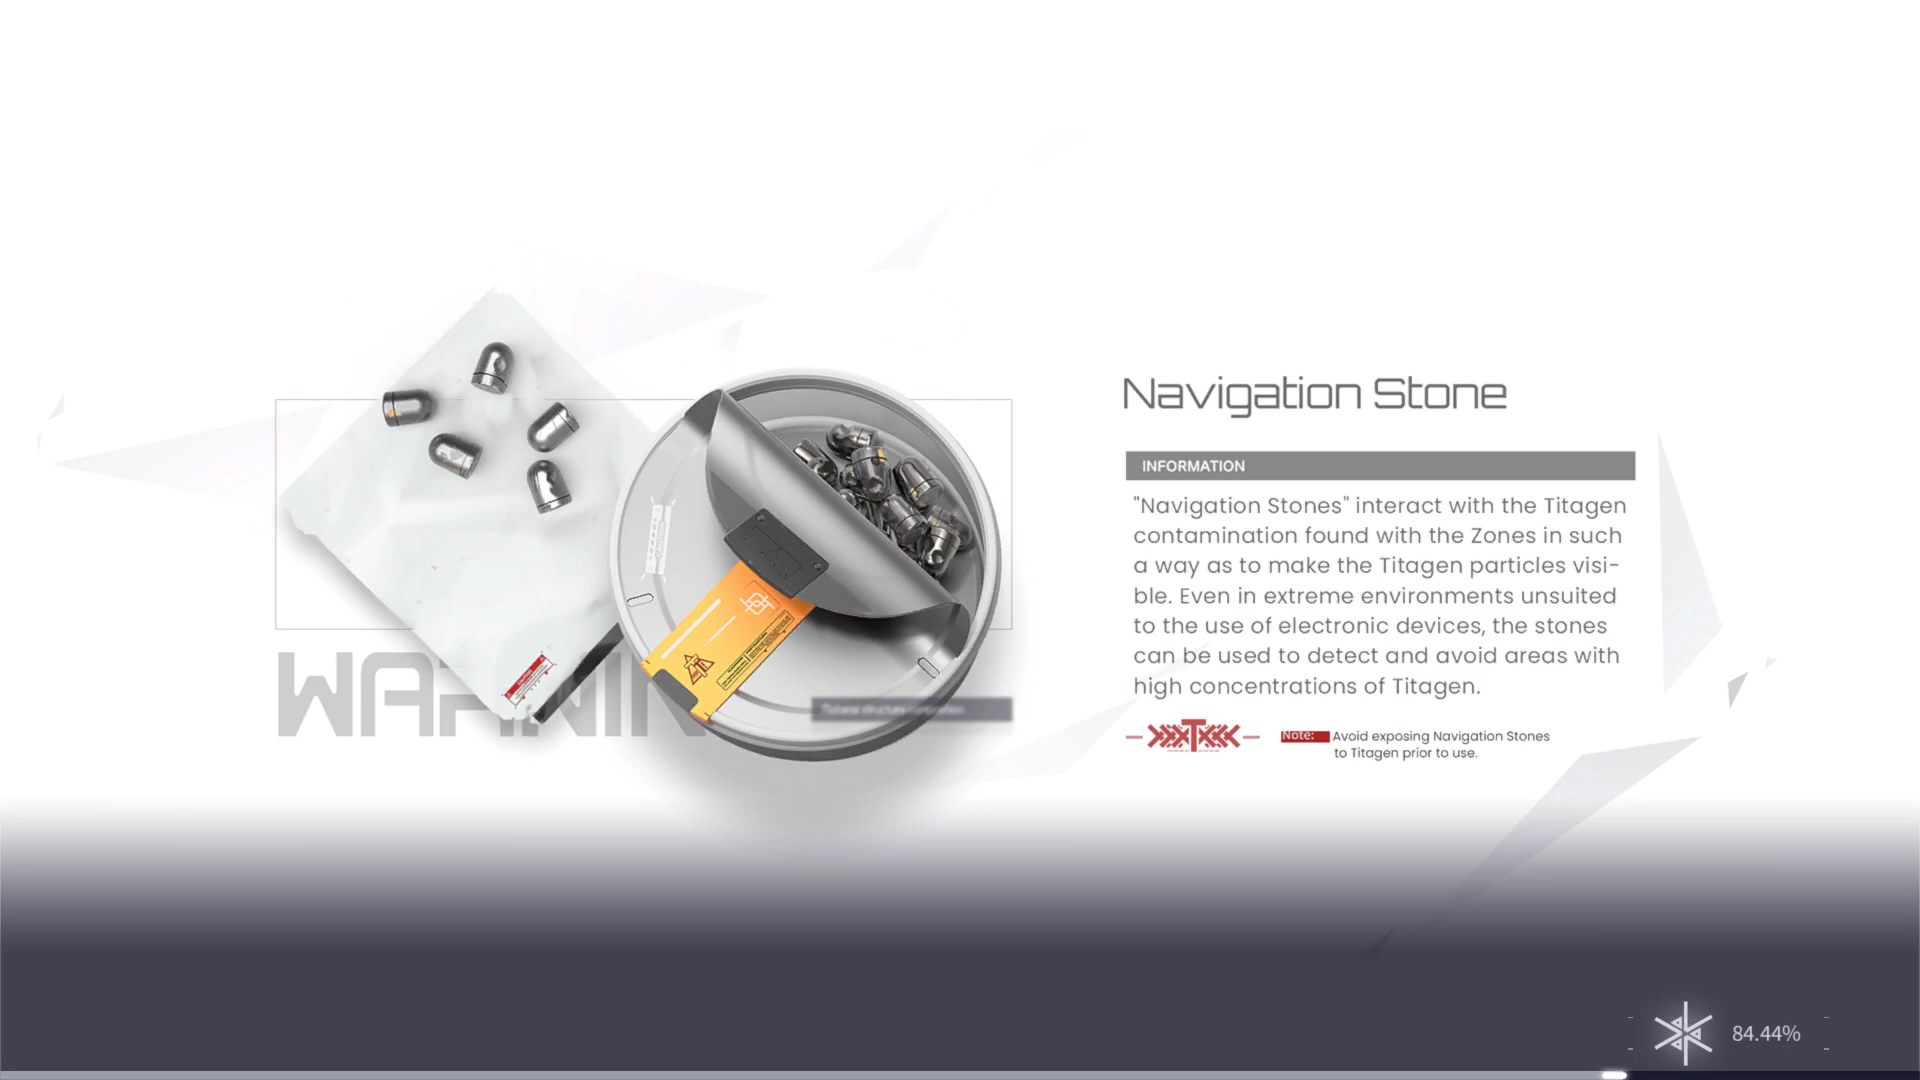 Navigation Stone
INFORMATION
"Navigation Stones" interact with the Titagen
contamination found with the Zones in such
a way as to make the Titagen particles visi-
ble. Even in extreme environments unsuited
to the use of electronic devices, the stones
can be used to detect and avoid areas with
high concentrations of Titagen.
Note: Avoid exposing Navigation Stones
to Titagen prior to use.
84.44%